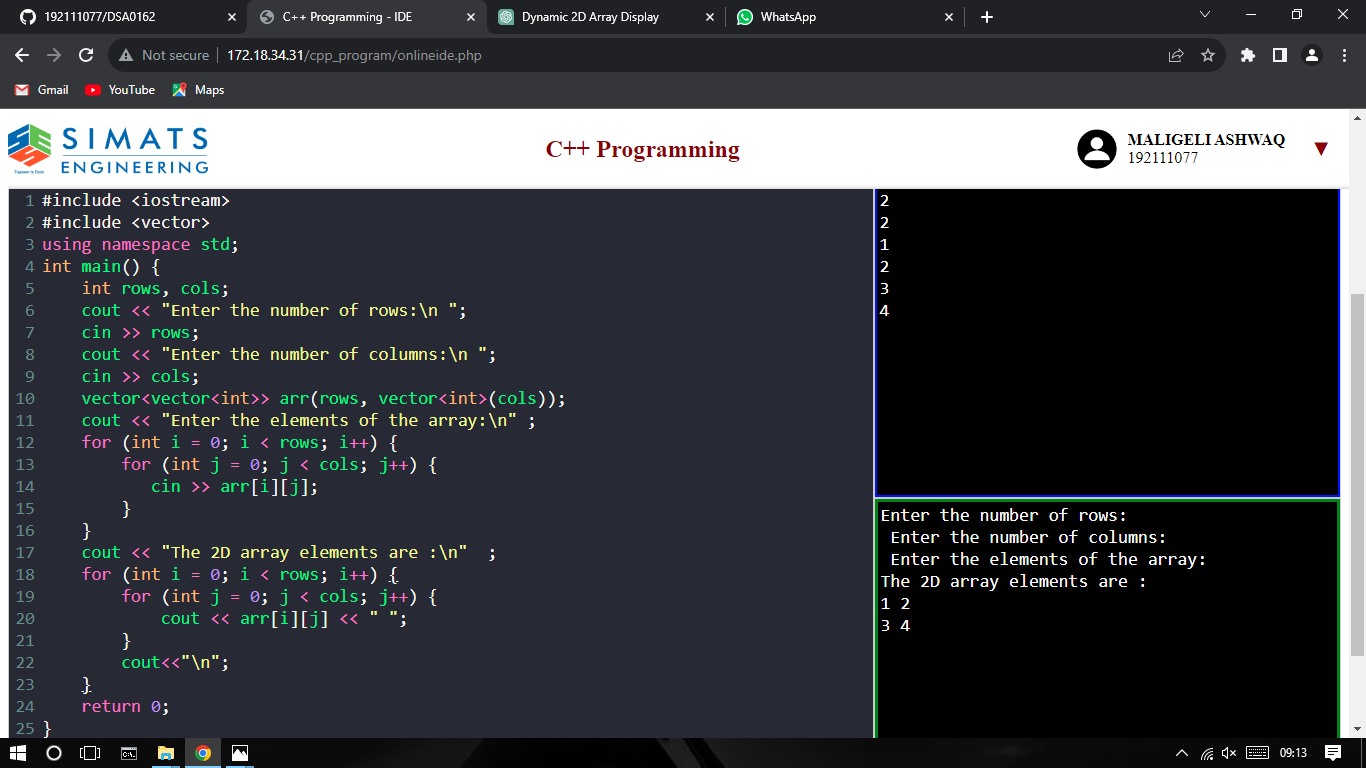 192111077/DSA0162
C++ Programming - IDE
Dynamic 2D Array Display
WhatsApp
Not secure
172.18.34.31/cpp_program/onlineide.php
Gmail
YouTube
Maps
SIMATS
ENGINEERING
C++ Programming
MALIGELI ASHWAQ
192111077
1 #include <iostream>
2 #include <vector>
3 using namespace std;
4 int main() {
5     int rows, cols;
6     cout << "Enter the number of rows:\n ";
7     cin >> rows;
8     cout << "Enter the number of columns:\n ";
9     cin >> cols;
10     vector<vector<int>> arr(rows, vector<int>(cols));
11     cout << "Enter the elements of the array:\n" ;
12     for (int i = 0; i < rows; i++) {
13         for (int j = 0; j < cols; j++) {
14            cin >> arr[i][j];
15         }
16     }
17     cout << "The 2D array elements are :\n"  ;
18     for (int i = 0; i < rows; i++) {
19         for (int j = 0; j < cols; j++) {
20             cout << arr[i][j] << " ";
21         }
22         cout<<"\n";
23     }
24     return 0;
25 }
2
2
1
2
3
4
Enter the number of rows:
 Enter the number of columns:
 Enter the elements of the array:
The 2D array elements are :
1 2
3 4
09:13